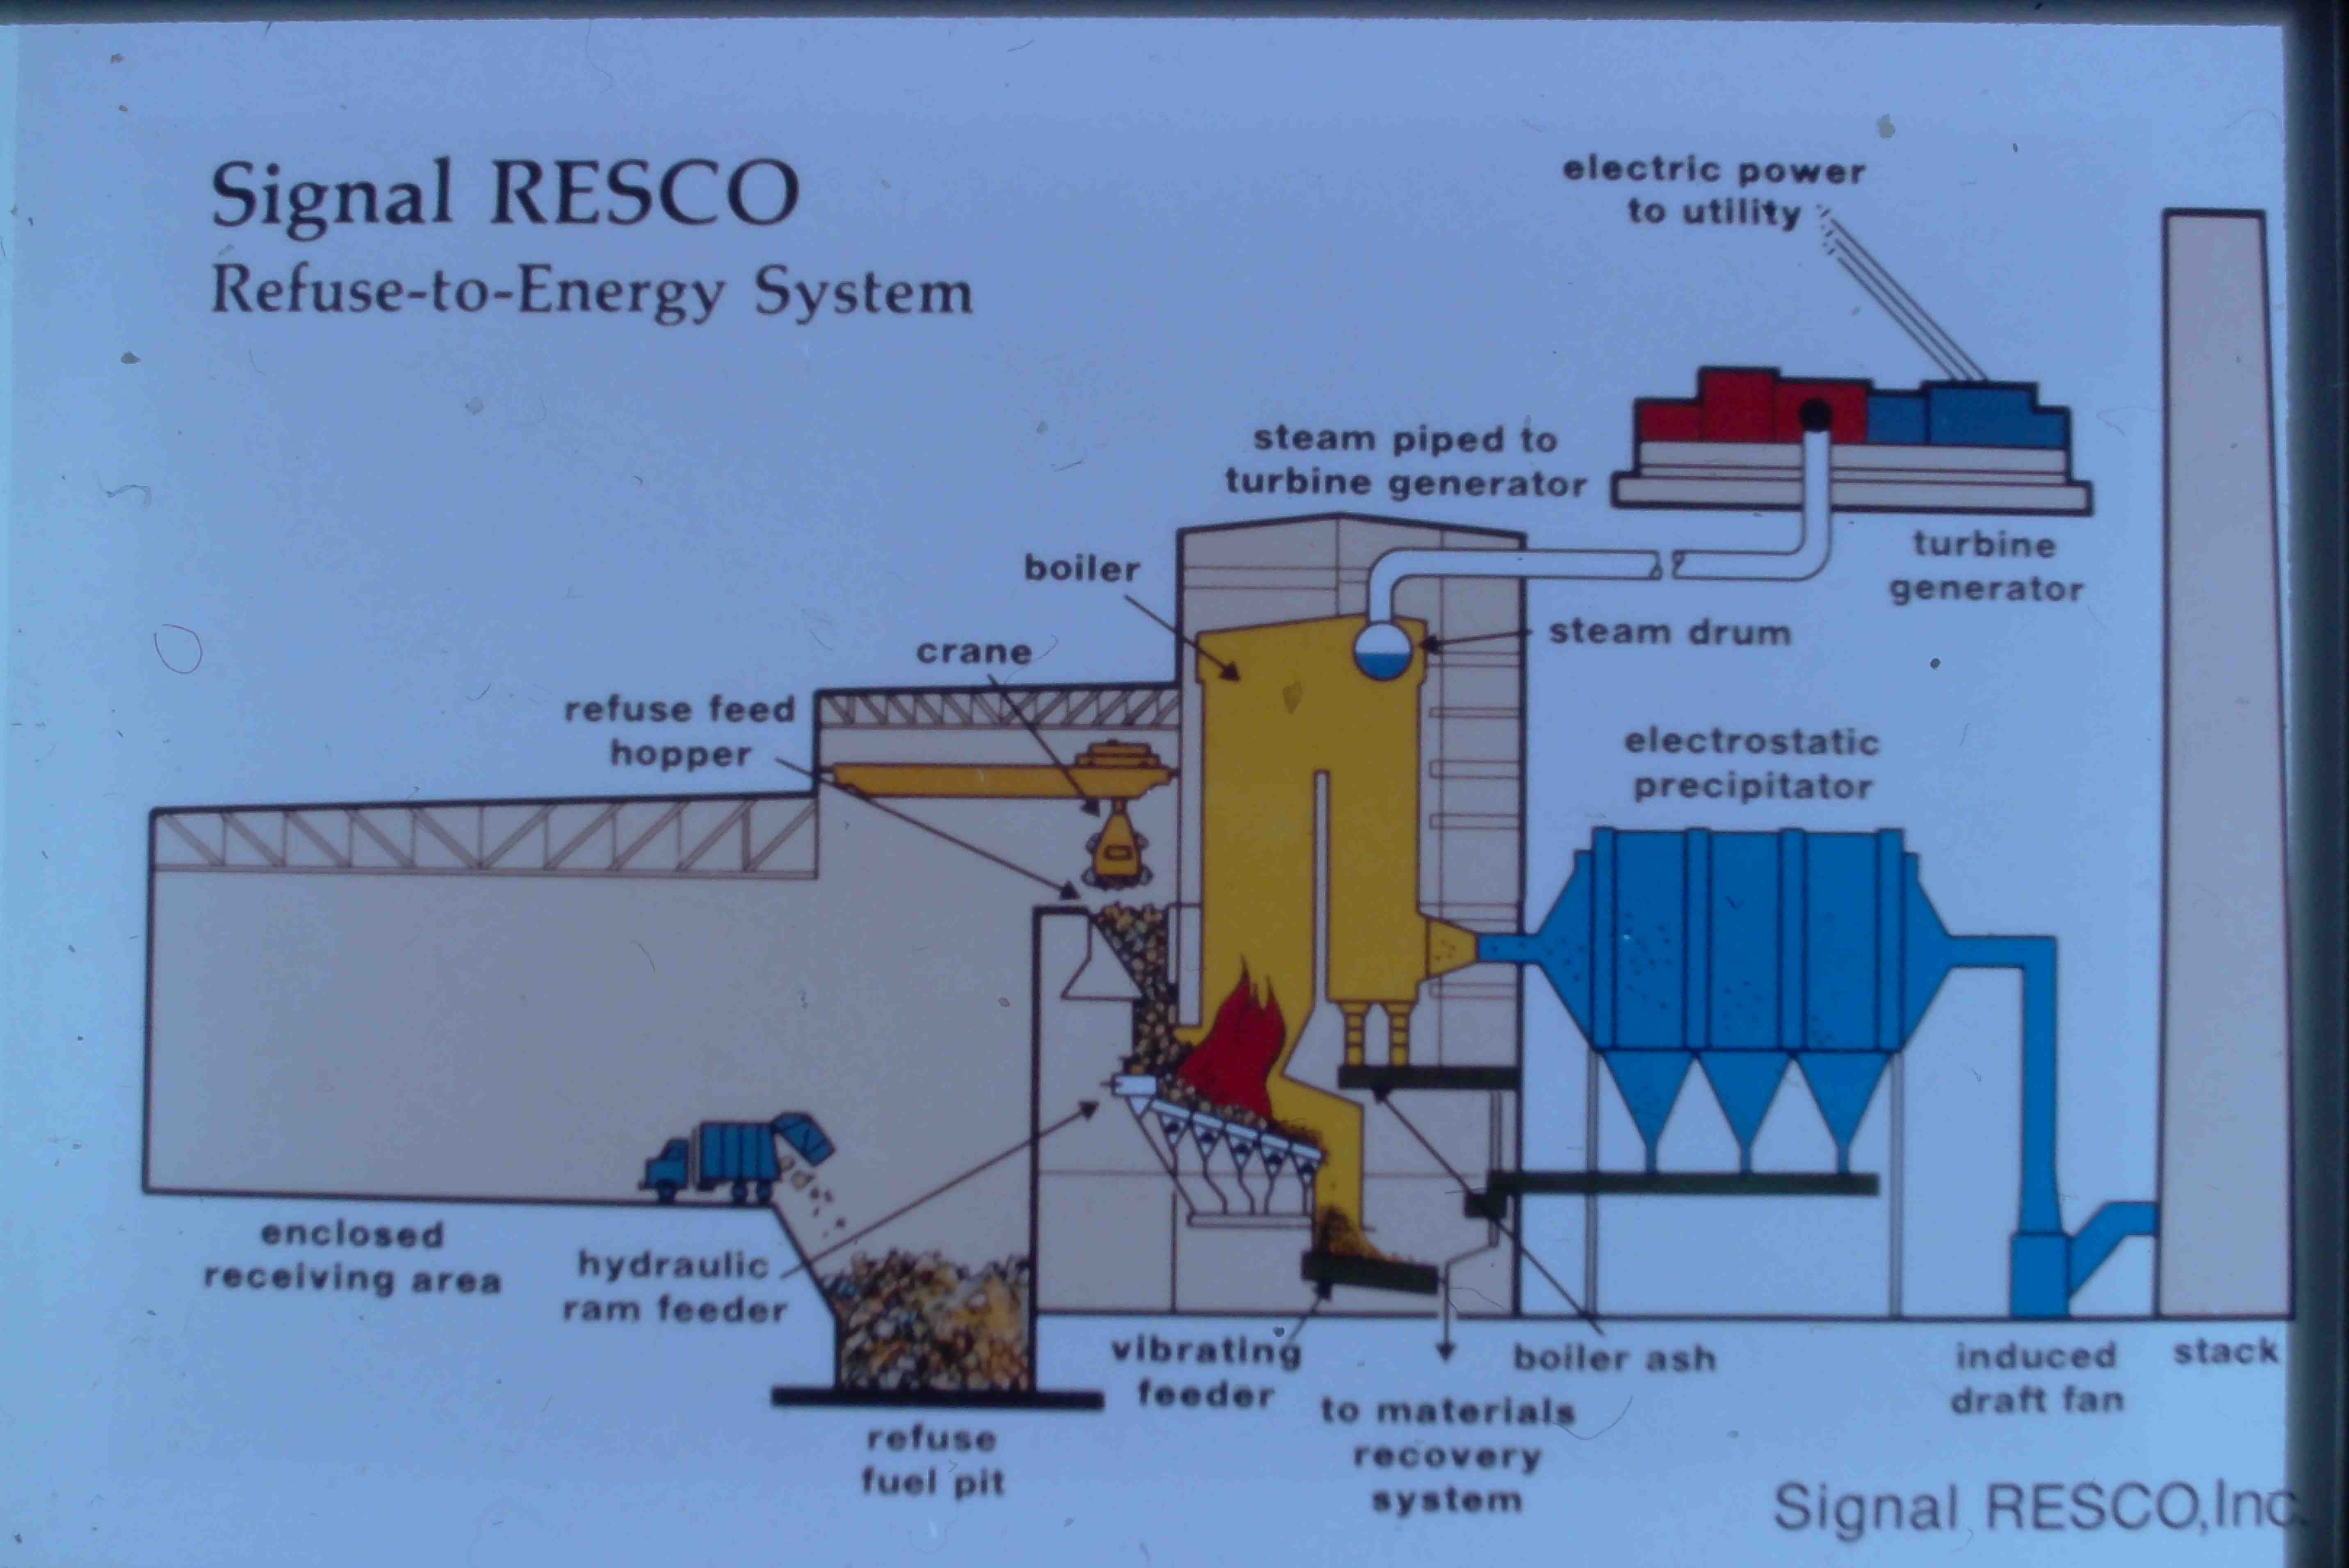 Signal RESCO
Refuse-to-Energy System
electric power
to utility
steam piped to
turbine generator
turbine
generator
boiler
steam drum
crane
refuse feed
hopper
electrostatic
precipitator
enclosed
receiving area
hydraulic
ram feeder
vibrating
feeder
boiler ash
induced
draft fan
stack
to materials
recovery
system
refuse
fuel pit
Signal RESCO,Inc